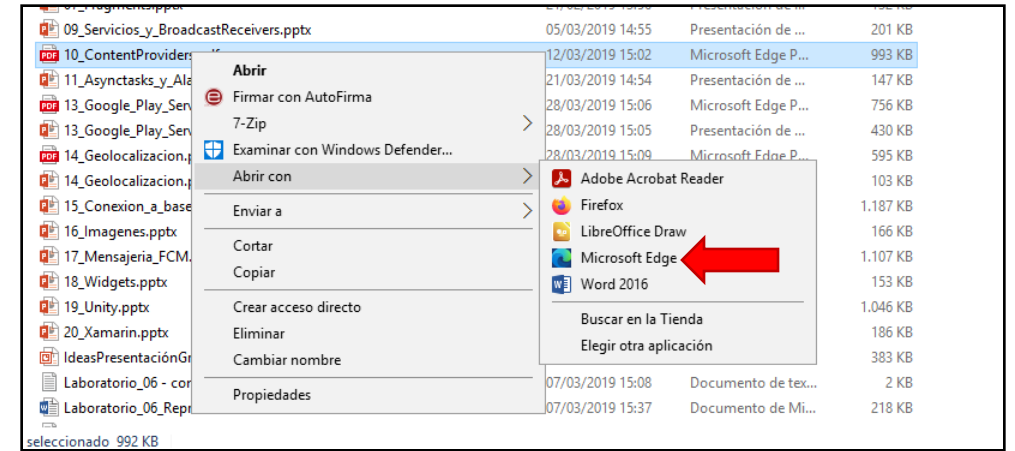 09_Servicios_y_BroadcastReceivers.pptx 05/03/2019 14:55 Presentación de ... 201 KB
10_ContentProviders 12/03/2019 15:02 Microsoft Edge P... 993 KB
11_Asynctasks_y_Ala 21/03/2019 14:54 Presentación de ... 147 KB
13_Google_Play_Serv 28/03/2019 15:06 Microsoft Edge P... 756 KB
13_Google_Play_Serv 28/03/2019 15:05 Presentación de ... 430 KB
14_Geolocalizacion.p 28/03/2019 15:09 Microsoft Edge P... 595 KB
14_Geolocalizacion.p 103 KB
15_Conexion_a_base 1.187 KB
16_Imagenes.pptx 166 KB
17_Mensajeria_FCM. 1.107 KB
18_Widgets.pptx 153 KB
19_Unity.pptx 1.046 KB
20_Xamarin.pptx 186 KB
IdeasPresentaciónGr 383 KB
Laboratorio_06 - cor 07/03/2019 15:08 Documento de tex... 2 KB
Laboratorio_06_Repr 07/03/2019 15:37 Documento de Mi... 218 KB
seleccionado 992 KB
Abrir
Firmar con AutoFirma
7-Zip
Examinar con Windows Defender...
Abrir con
Enviar a
Cortar
Copiar
Crear acceso directo
Eliminar
Cambiar nombre
Propiedades
Adobe Acrobat Reader
Firefox
LibreOffice Draw
Microsoft Edge
Word 2016
Buscar en la Tienda
Elegir otra aplicación